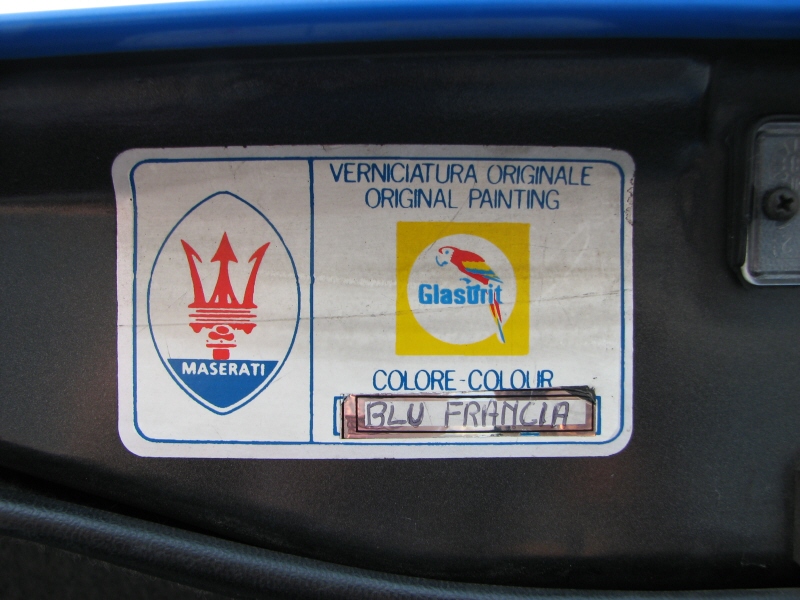 MASERATI
VERNICIATURA ORIGINALE
ORIGINAL PAINTING
Glasurit
COLORE-COLOUR
BLU FRANCIA